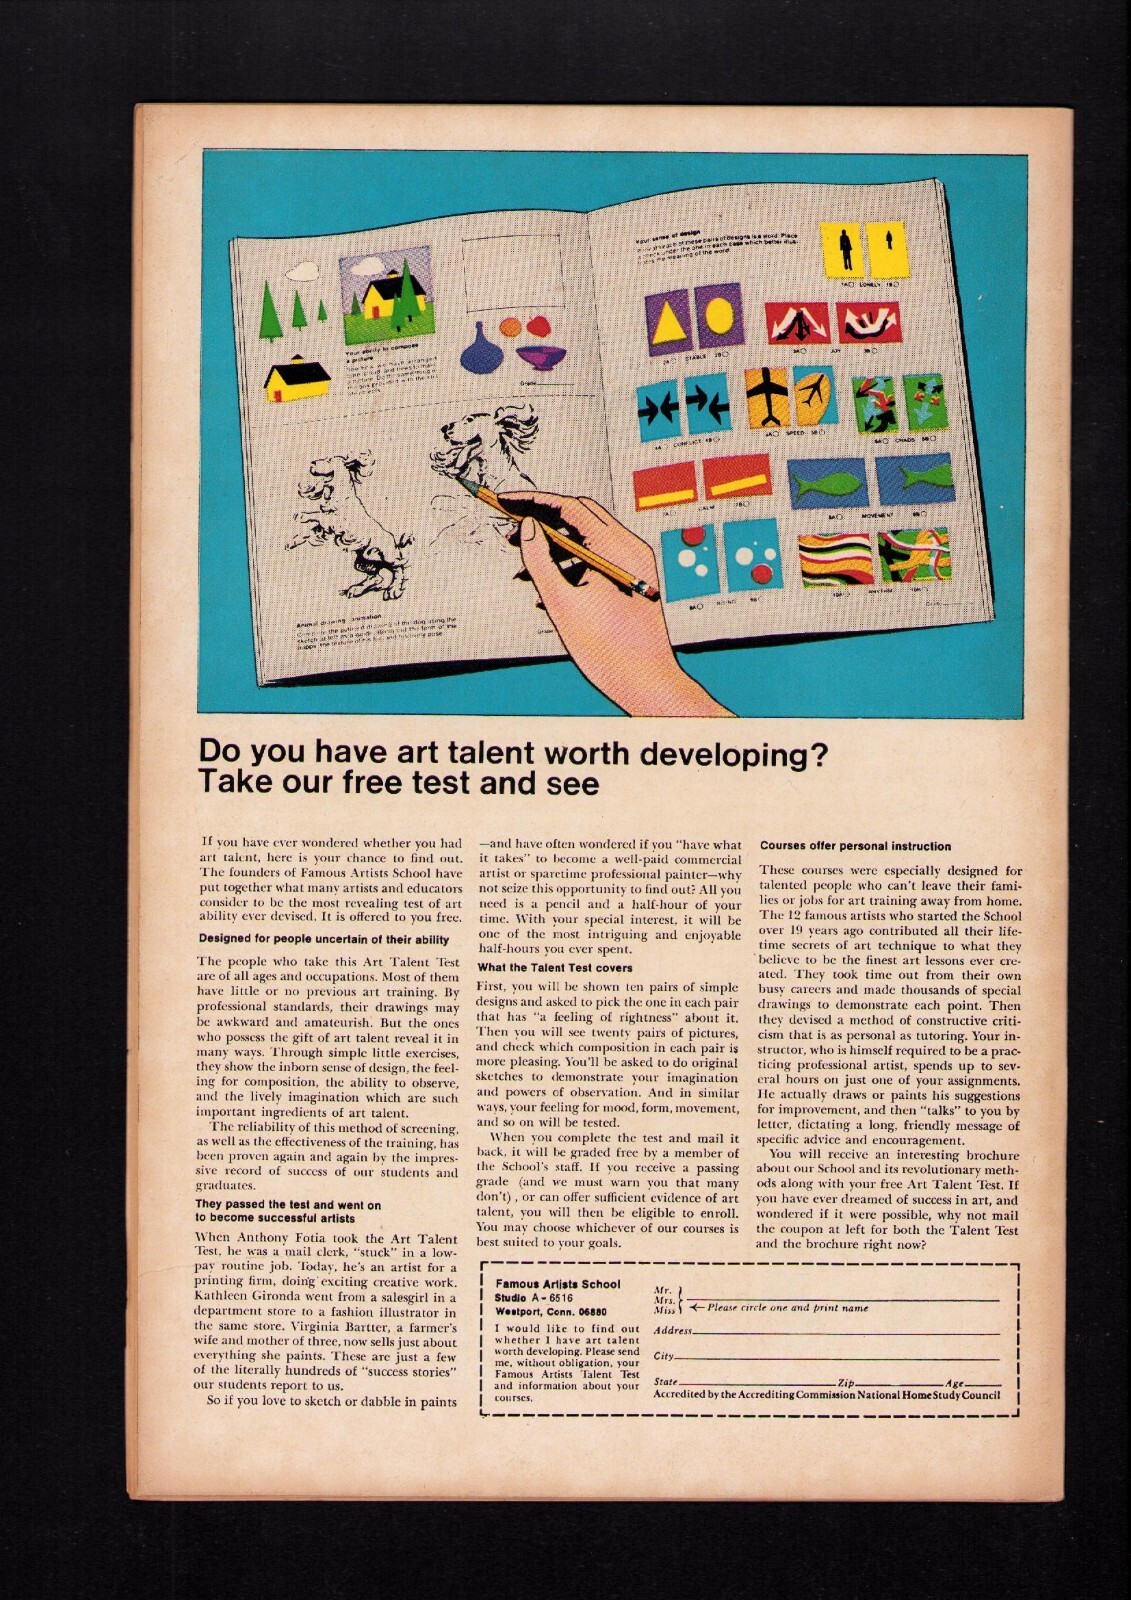 Your sense of design
Your ability to compose
a picture
Grade
1A LONELY 1B
2A STABLE 2B
3A JOY 3B
4A CONFLICT 4B
5A SPEED 5B
6A CHAOS 6B
7A CALM 7B
8A MOVEMENT 8B
Animal drawing, animation
Do you have art talent worth developing?
Take our free test and see
If you have ever wondered whether you had
art talent, here is your chance to find out.
The founders of Famous Artists School have
put together what many artists and educators
consider to be the most revealing test of art
ability ever devised. It is offered to you free.
Designed for people uncertain of their ability
The people who take this Art Talent Test
are of all ages and occupations. Most of them
have little or no previous art training. By
professional standards, their drawings may
be awkward and amateurish. But the ones
who possess the gift of art talent reveal it in
many ways. Through simple little exercises,
they show the inborn sense of design, the feel-
ing for composition, the ability to observe,
and the lively imagination which are such
important ingredients of art talent.
The reliability of this method of screening,
as well as the effectiveness of the training, has
been proven again and again by the impres-
sive record of success of our students and
graduates.
They passed the test and went on
to become successful artists
When Anthony Fotia took the Art Talent
Test, he was a mail clerk, "stuck" in a low-
pay routine job. Today, he's an artist for a
printing firm, doing exciting creative work.
Kathleen Gironda went from a salesgirl in a
department store to a fashion illustrator in
the same store. Virginia Bartter, a farmer's
wife and mother of three, now sells just about
everything she paints. These are just a few
of the literally hundreds of "success stories"
our students report to us.
So if you love to sketch or dabble in paints
—and have often wondered if you "have what
it takes" to become a well-paid commercial
artist or sparetime professional painter—why
not seize this opportunity to find out? All you
need is a pencil and a half-hour of your
time. With your special interest, it will be
one of the most intriguing and enjoyable
half-hours you ever spent.
What the Talent Test covers
First, you will be shown ten pairs of simple
designs and asked to pick the one in each pair
that has "a feeling of rightness" about it.
Then you will see twenty pairs of pictures,
and check which composition in each pair is
more pleasing. You'll be asked to do original
sketches to demonstrate your imagination
and powers of observation. And in similar
ways, your feeling for mood, form, movement,
and so on will be tested.
When you complete the test and mail it
back, it will be graded free by a member of
the School's staff. If you receive a passing
grade (and we must warn you that many
don't), or can offer sufficient evidence of art
talent, you will then be eligible to enroll.
You may choose whichever of our courses is
best suited to your goals.
Courses offer personal instruction
These courses were especially designed for
talented people who can't leave their fami-
lies or jobs for art training away from home.
The 12 famous artists who started the School
over 19 years ago contributed all their life-
time secrets of art technique to what they
believe to be the finest art lessons ever cre-
ated. They took time out from their own
busy careers and made thousands of special
drawings to demonstrate each point. Then
they devised a method of constructive criti-
cism that is as personal as tutoring. Your in-
structor, who is himself required to be a prac-
ticing professional artist, spends up to sev-
eral hours on just one of your assignments.
He actually draws or paints his suggestions
for improvement, and then "talks" to you by
letter, dictating a long, friendly message of
specific advice and encouragement.
You will receive an interesting brochure
about our School and its revolutionary meth-
ods along with your free Art Talent Test. If
you have ever dreamed of success in art, and
wondered if it were possible, why not mail
the coupon at left for both the Talent Test
and the brochure right now?
Famous Artists School
Studio A-6516
Westport, Conn. 06880
I would like to find out
whether I have art talent
worth developing. Please send
me, without obligation, your
Famous Artists Talent Test
and information about your
courses.
Mr.
Mrs.
Miss
Please circle one and print name
Address
City
State Zip Age
Accredited by the Accrediting Commission National Home Study Council